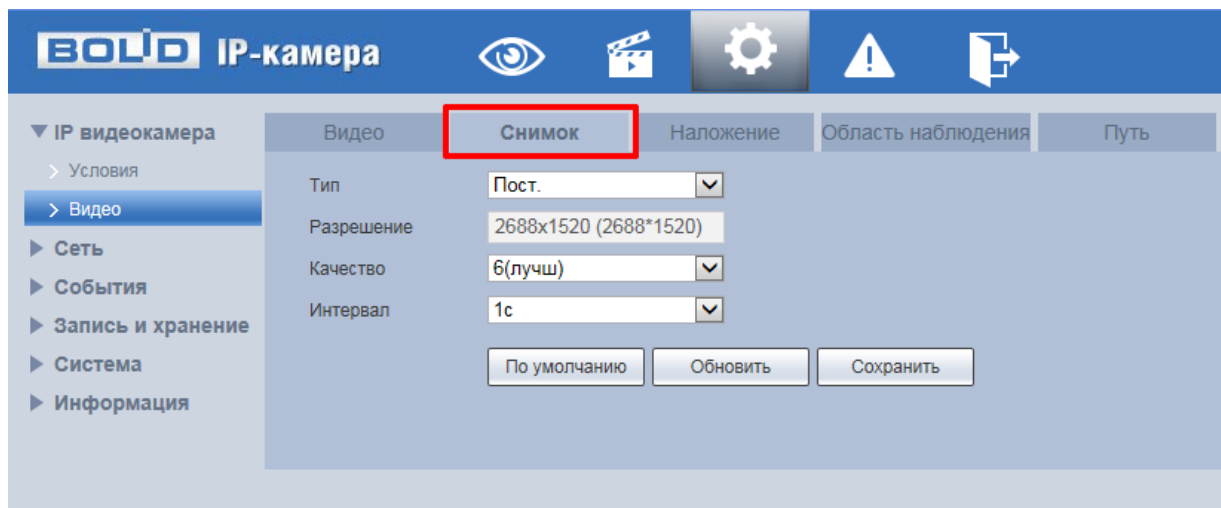 BOLID IP-камера
IP видеокамера
Условия
Видео
Сеть
События
Запись и хранение
Система
Информация
Видео Снимок Наложение Область наблюдения Путь
Тип Пост.
Разрешение 2688x1520 (2688*1520)
Качество 6(лучш)
Интервал 1с
По умолчанию Обновить Сохранить